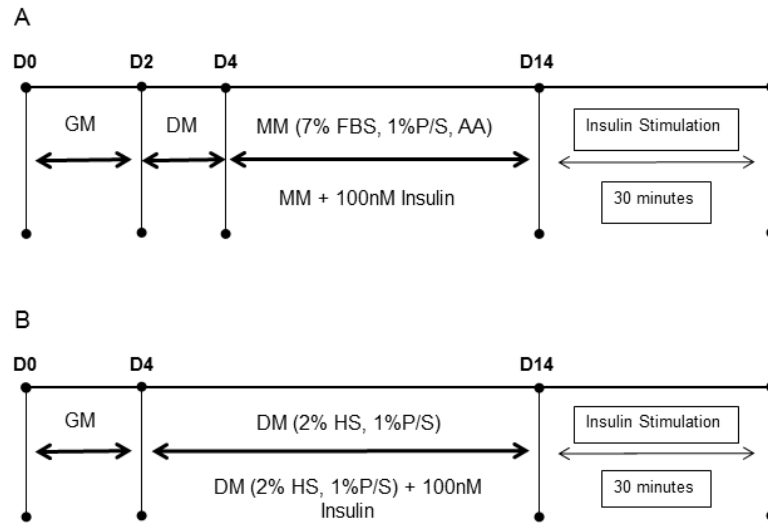 A
D0 D2 D4 D14
GM DM MM (7% FBS, 1%P/S, AA) Insulin Stimulation
MM + 100nM Insulin 30 minutes
B
D0 D4 D14
GM DM (2% HS, 1%P/S) Insulin Stimulation
DM (2% HS, 1%P/S) + 100nM 30 minutes
Insulin